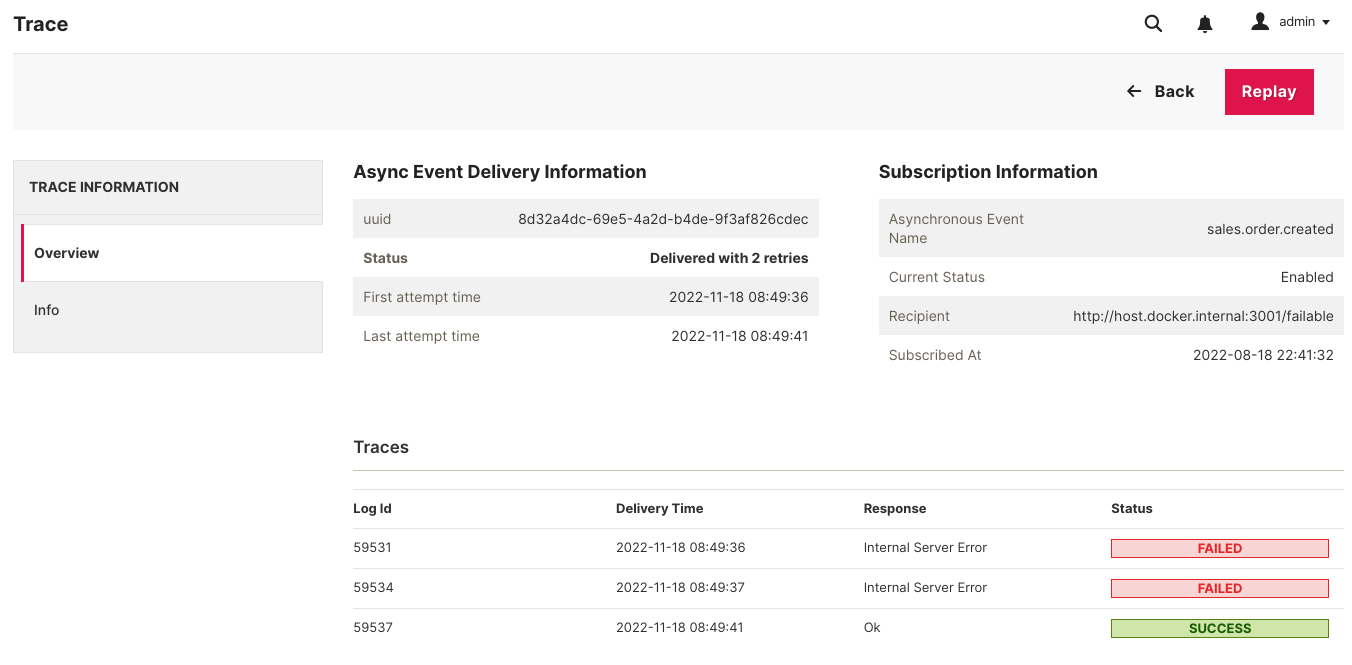 Trace
admin
Back
Replay
TRACE INFORMATION
Overview
Info
Async Event Delivery Information
uuid 8d32a4dc-69e5-4a2d-b4de-9f3af826cdec
Status Delivered with 2 retries
First attempt time 2022-11-18 08:49:36
Last attempt time 2022-11-18 08:49:41
Subscription Information
Asynchronous Event
Name sales.order.created
Current Status Enabled
Recipient http://host.docker.internal:3001/failable
Subscribed At 2022-08-18 22:41:32
Traces
Log Id Delivery Time Response Status
59531 2022-11-18 08:49:36 Internal Server Error FAILED
59534 2022-11-18 08:49:37 Internal Server Error FAILED
59537 2022-11-18 08:49:41 Ok SUCCESS